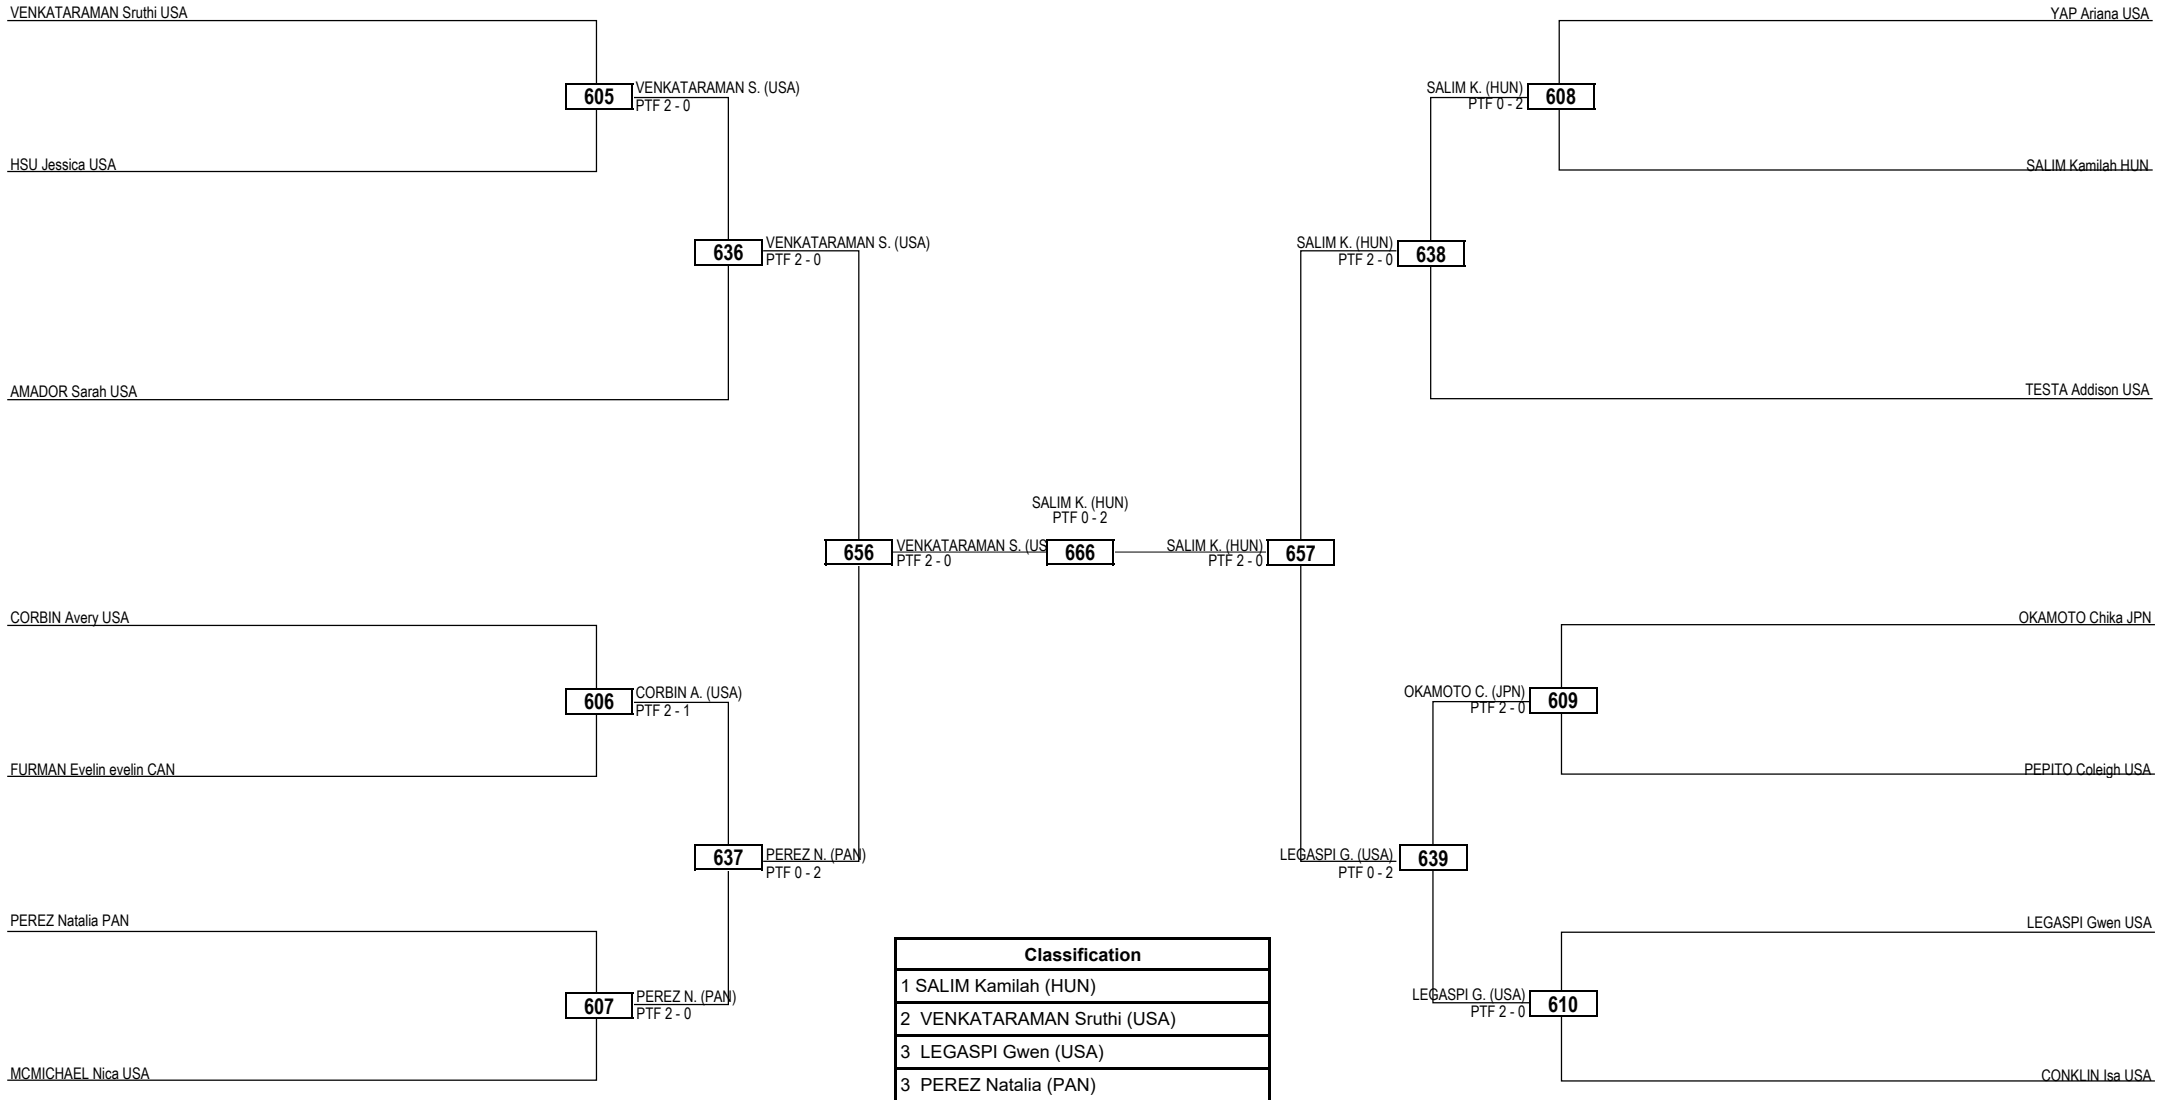 VENKATARAMAN Sruthi USA
605
VENKATARAMAN S. (USA)
PTF 2 - 0
HSU Jessica USA
636
VENKATARAMAN S. (USA)
PTF 2 - 0
AMADOR Sarah USA
656
VENKATARAMAN S. (US
PTF 2 - 0
CORBIN Avery USA
606
CORBIN A. (USA)
PTF 2 - 1
FURMAN Evelin evelin CAN
637
PEREZ N. (PAN)
PTF 0 - 2
PEREZ Natalia PAN
607
PEREZ N. (PAN)
PTF 2 - 0
MCMICHAEL Nica USA
SALIM K. (HUN)
PTF 0 - 2
666
YAP Ariana USA
SALIM K. (HUN)
PTF 0 - 2
608
SALIM Kamilah HUN
SALIM K. (HUN)
PTF 2 - 0
638
TESTA Addison USA
SALIM K. (HUN)
PTF 2 - 0
657
OKAMOTO Chika JPN
OKAMOTO C. (JPN)
PTF 2 - 0
609
PEPITO Coleigh USA
LEGASPI G. (USA)
PTF 0 - 2
639
LEGASPI Gwen USA
LEGASPI G. (USA)
PTF 2 - 0
610
CONKLIN Isa USA
Classification
1 SALIM Kamilah (HUN)
2 VENKATARAMAN Sruthi (USA)
3 LEGASPI Gwen (USA)
3 PEREZ Natalia (PAN)